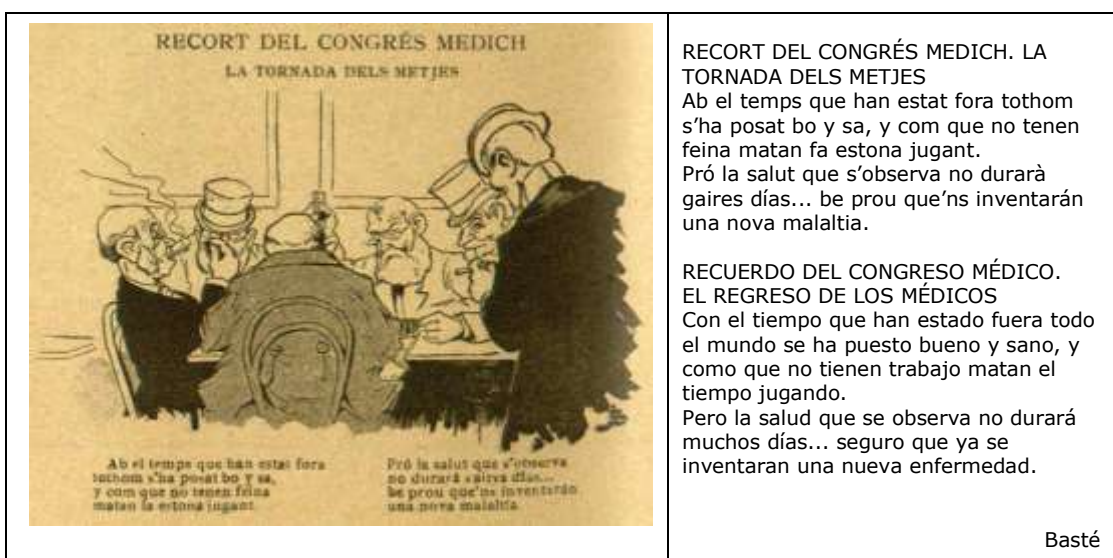 RECORT DEL CONGRÉS MEDICH
LA TORNADA DELS METJES
Ab el temps que han estat fora
tothom s'ha posat bo y sa,
y com que no tenen feina
matan la estona jugant.
Pró la salut que s'observa
no durará gaires días...
be prou que'ns inventarán
una nova malaltia.
RECORT DEL CONGRÉS MEDICH. LA
TORNADA DELS METJES
Ab el temps que han estat fora tothom
s'ha posat bo y sa, y com que no tenen
feina matan fa estona jugant.
Pró la salut que s'observa no durarà
gaires días... be prou que'ns inventarán
una nova malaltia.
RECUERDO DEL CONGRESO MÉDICO.
EL REGRESO DE LOS MÉDICOS
Con el tiempo que han estado fuera todo
el mundo se ha puesto bueno y sano, y
como que no tienen trabajo matan el
tiempo jugando.
Pero la salud que se observa no durará
muchos días... seguro que ya se
inventaran una nueva enfermedad.
Basté